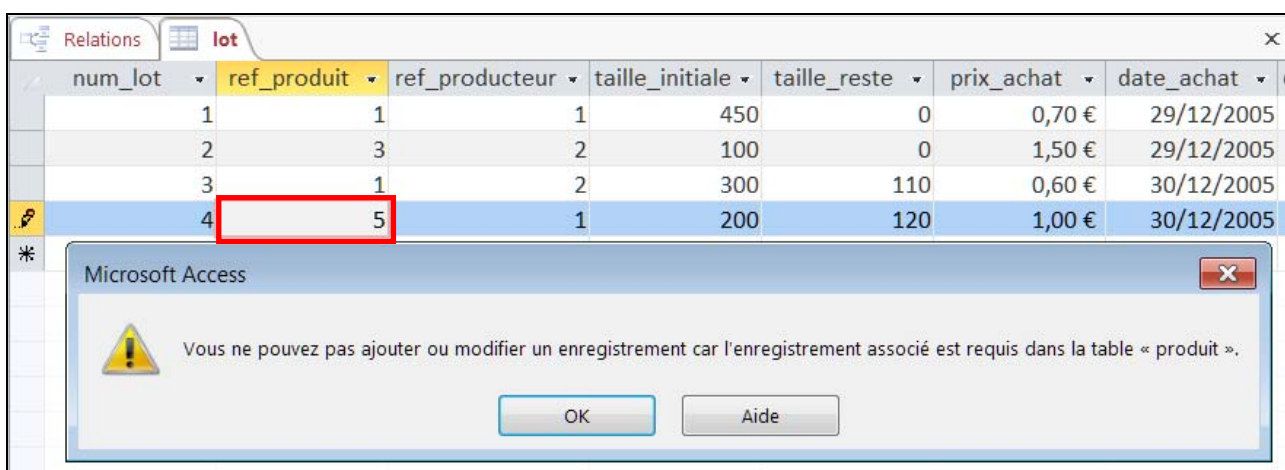 Relations lot
num_lot ref_produit ref_producteur taille_initiale taille_reste prix_achat date_achat
1 1 1 450 0 0,70 € 29/12/2005
2 3 2 100 0 1,50 € 29/12/2005
3 1 2 300 110 0,60 € 30/12/2005
4 5 1 200 120 1,00 € 30/12/2005
Microsoft Access
Vous ne pouvez pas ajouter ou modifier un enregistrement car l'enregistrement associé est requis dans la table « produit ».
OK Aide